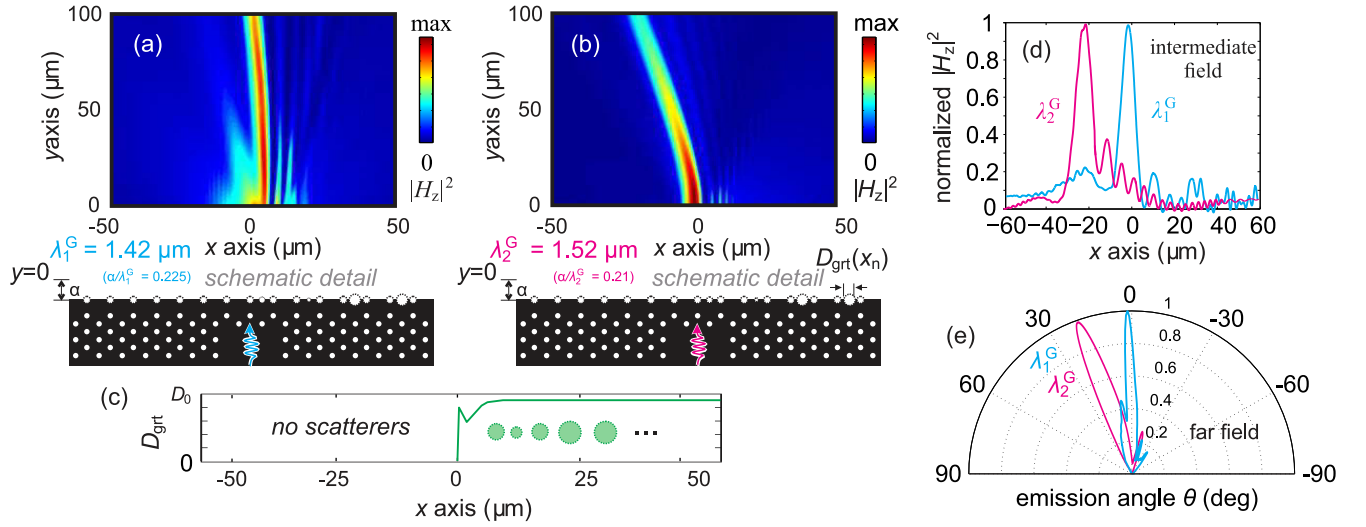 (a)
100
50
0
yaxis (µm)
-50
0
50
x axis (µm)
max
0
|Hz|²
(b)
100
50
0
yaxis (µm)
-50
0
50
x axis (µm)
max
0
|Hz|²
λ₁ᴳ = 1.42 µm
(α/λ₁ᴳ = 0.225)
schematic detail
y=0
α
λ₂ᴳ = 1.52 µm
(α/λ₂ᴳ = 0.21)
schematic detail
y=0
α
Dgrt(xn)
(c)
D₀
0
Dgrt
no scatterers
-50
-25
0
25
50
x axis (µm)
(d)
intermediate
field
λ₂ᴳ
λ₁ᴳ
normalized |Hz|²
1
0.8
0.6
0.4
0.2
0
−60
−40
−20
0
20
40
60
x axis (µm)
(e)
0
30
-30
60
-60
90
-90
1
0.8
0.6
0.4
0.2
λ₁ᴳ
λ₂ᴳ
far field
emission angle θ (deg)